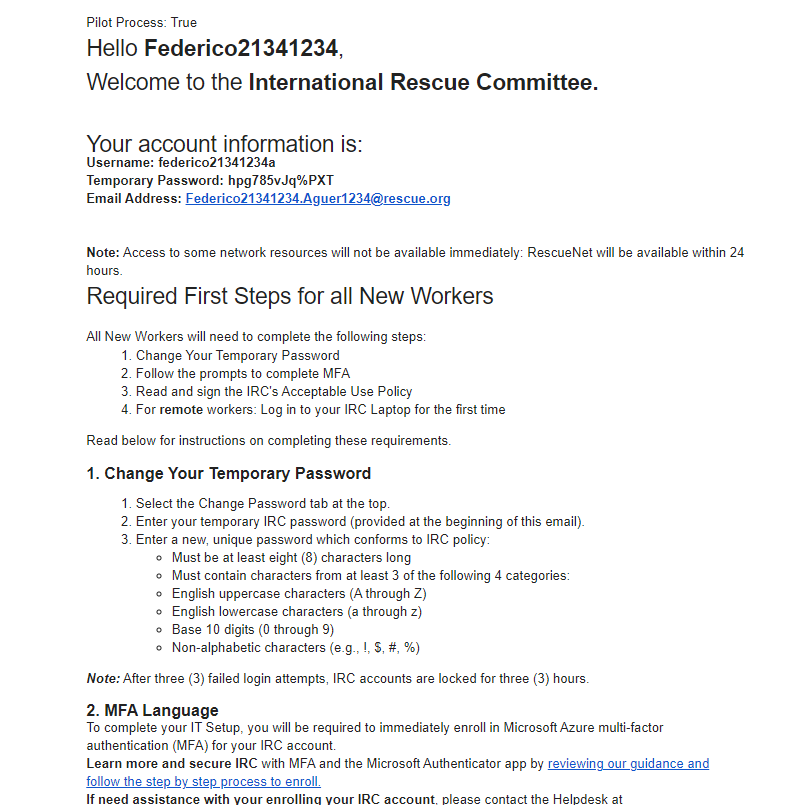 Pilot Process: True
Hello Federico21341234,
Welcome to the International Rescue Committee.
Your account information is:
Username: federico21341234a
Temporary Password: hpg785vJq%PXT
Email Address: Federico21341234.Aguer1234@rescue.org
Note: Access to some network resources will not be available immediately: RescueNet will be available within 24
hours.
Required First Steps for all New Workers
All New Workers will need to complete the following steps:
1. Change Your Temporary Password
2. Follow the prompts to complete MFA
3. Read and sign the IRC's Acceptable Use Policy
4. For remote workers: Log in to your IRC Laptop for the first time
Read below for instructions on completing these requirements.
1. Change Your Temporary Password
1. Select the Change Password tab at the top.
2. Enter your temporary IRC password (provided at the beginning of this email).
3. Enter a new, unique password which conforms to IRC policy:
○ Must be at least eight (8) characters long
○ Must contain characters from at least 3 of the following 4 categories:
○ English uppercase characters (A through Z)
○ English lowercase characters (a through z)
○ Base 10 digits (0 through 9)
○ Non-alphabetic characters (e.g., !, $, #, %)
Note: After three (3) failed login attempts, IRC accounts are locked for three (3) hours.
2. MFA Language
To complete your IT Setup, you will be required to immediately enroll in Microsoft Azure multi-factor
authentication (MFA) for your IRC account.
Learn more and secure IRC with MFA and the Microsoft Authenticator app by reviewing our guidance and
follow the step by step process to enroll.
If need assistance with your enrolling your IRC account, please contact the Helpdesk at